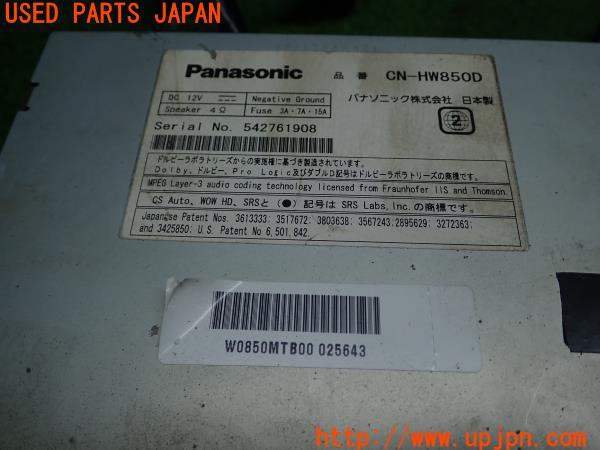 USED PARTS JAPAN
Panasonic 品番 CN-HW850D
DC 12V Negative Ground
Speaker 4Ω Fuse 3A・7A・15A
パナソニック株式会社 日本製
Serial No. 542761908
2
ドルビーラボラトリーズからの実施権に基づき製造されています。
Dolby、ドルビー、Pro Logic及びダブルD記号はドルビーラボラトリーズの商標です。
MPEG Layer-3 audio coding technology licensed from Fraunhofer IIS and Thomson.
CS Auto、WOW HD、SRSと (●) 記号は SRS Labs, Inc. の商標です。
Japanese Patent Nos. 3613333; 3517672; 3803638; 3567243; 2895629; 3272363;
and 3425850; U.S. Patent No 6,501,842.
W0850MTB00 025643
UPJ
http://www.upjpn.com/